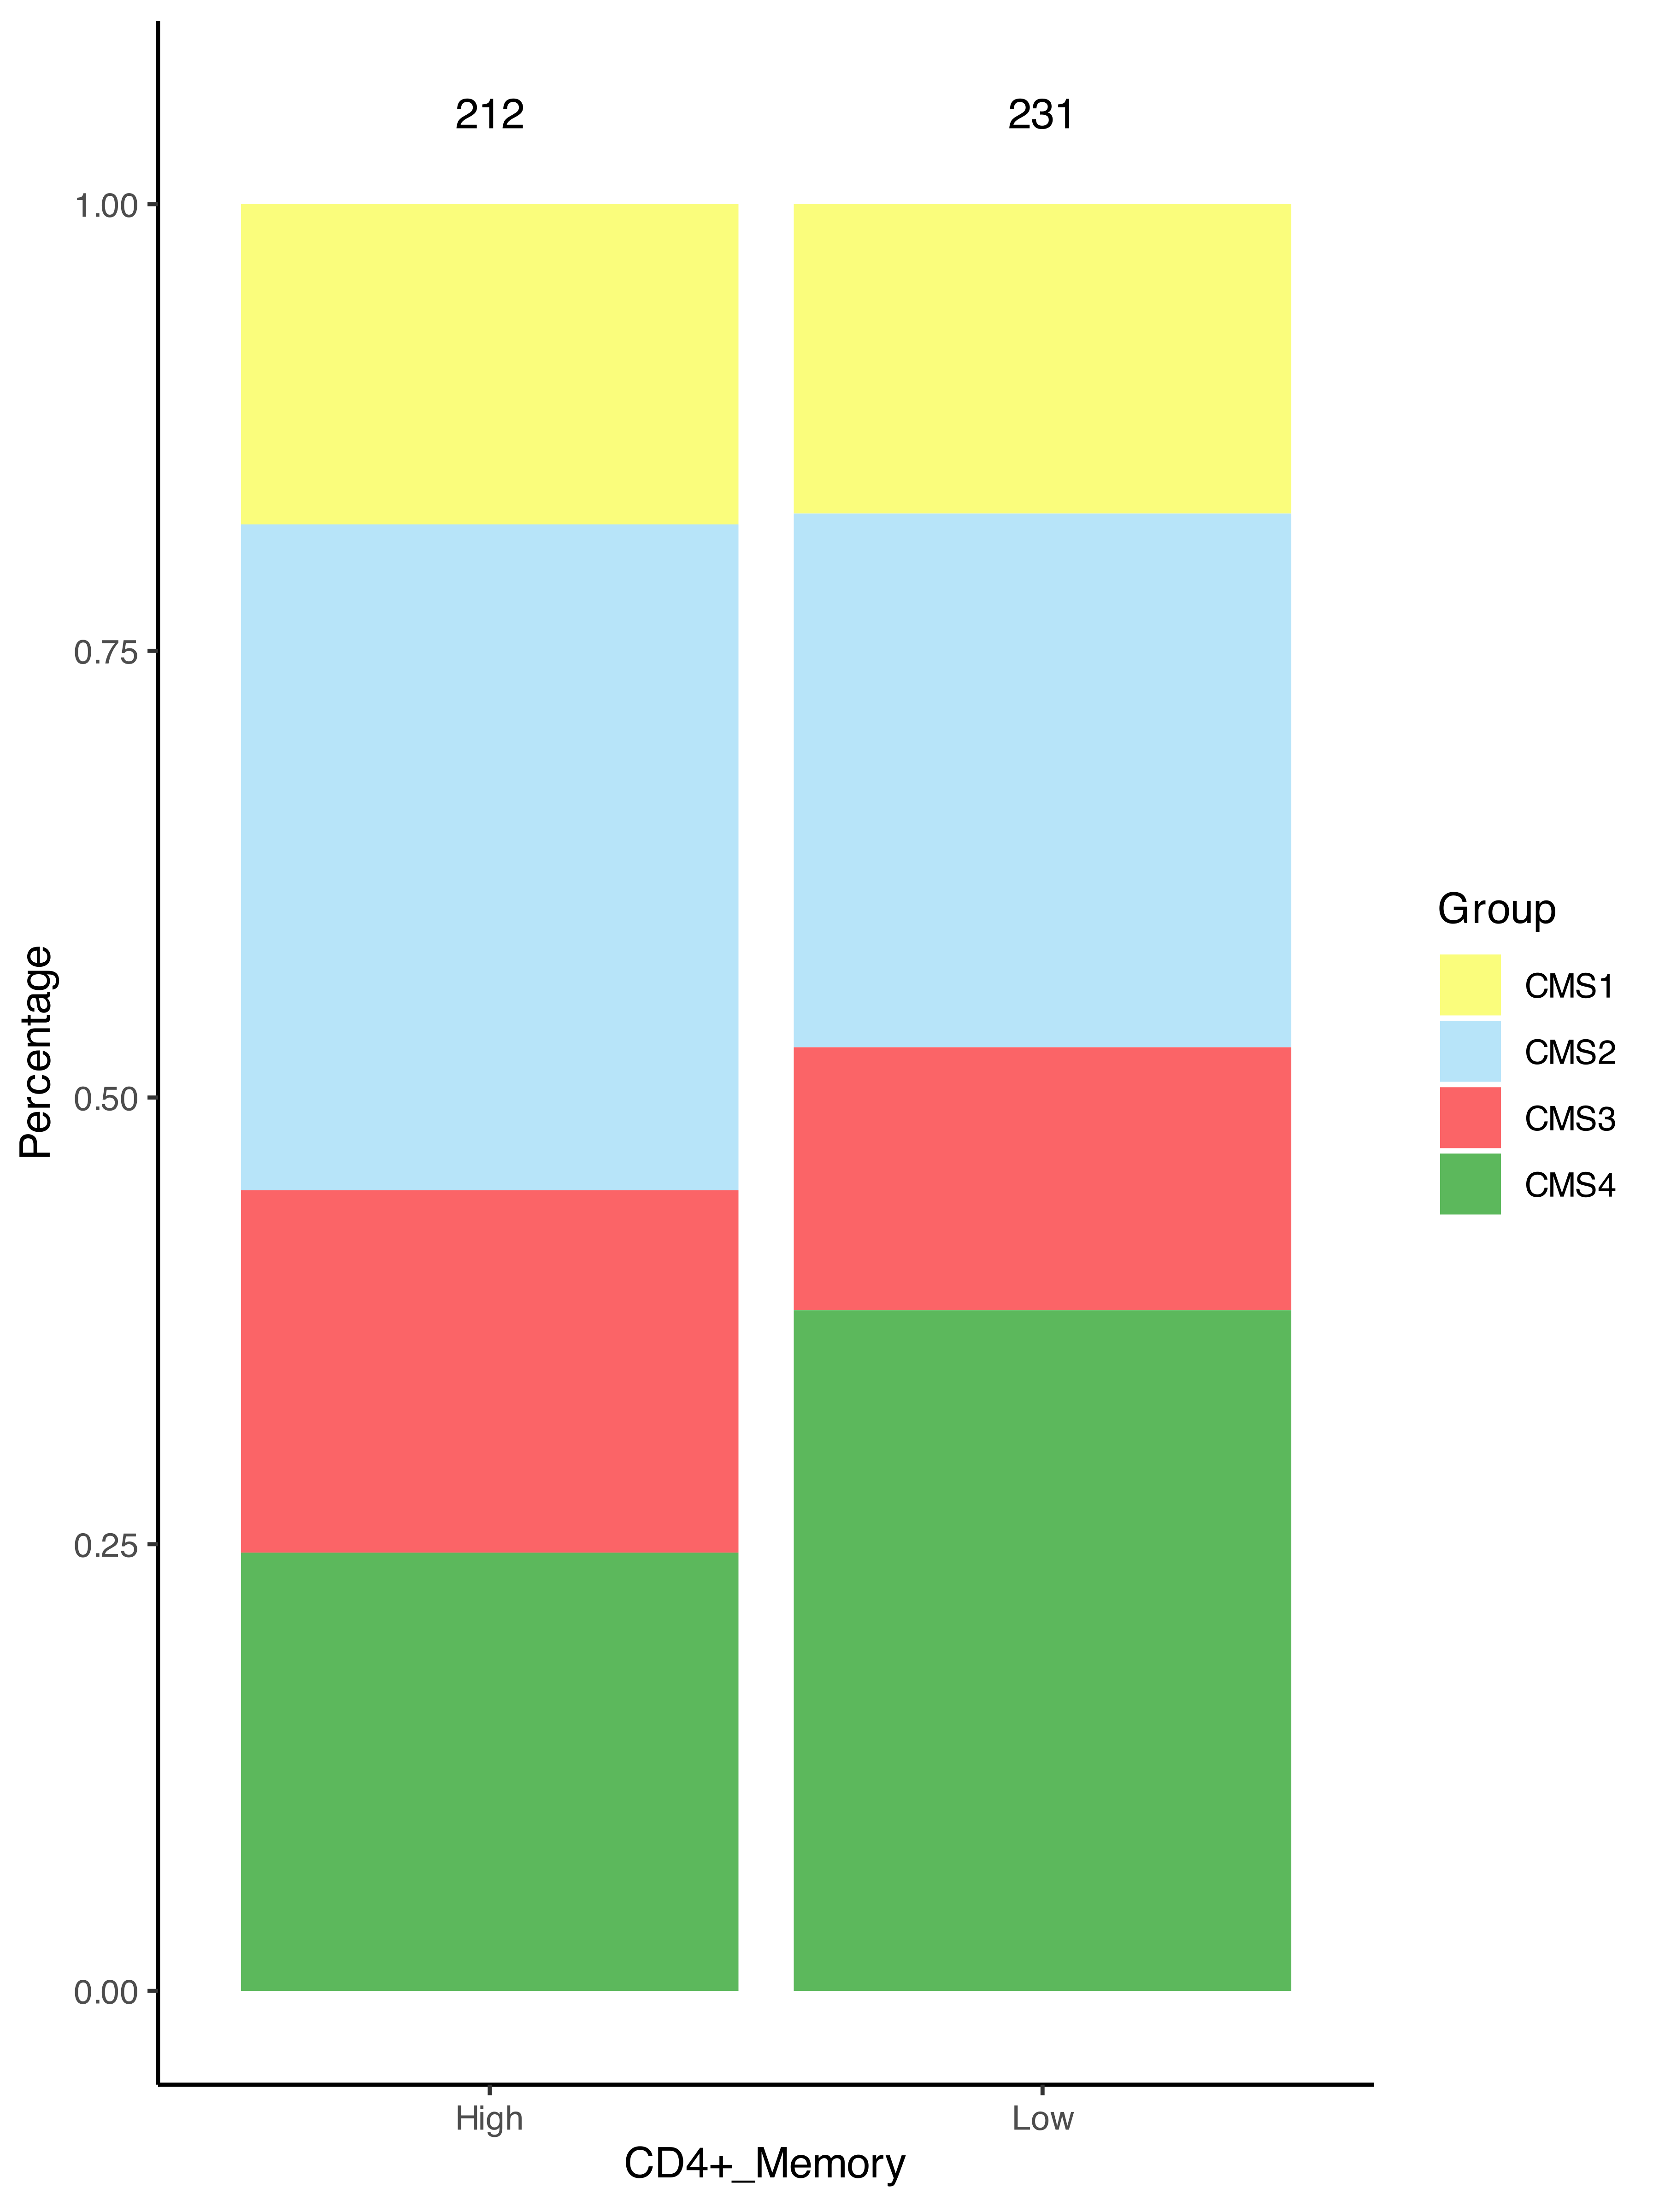 212
231
1.00
0.75
0.50
0.25
0.00
Percentage
High
Low
CD4+_Memory
Group
CMS1
CMS2
CMS3
CMS4